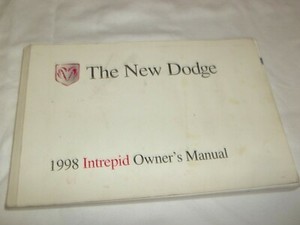 The New Dodge
1998 Intrepid Owner's Manual